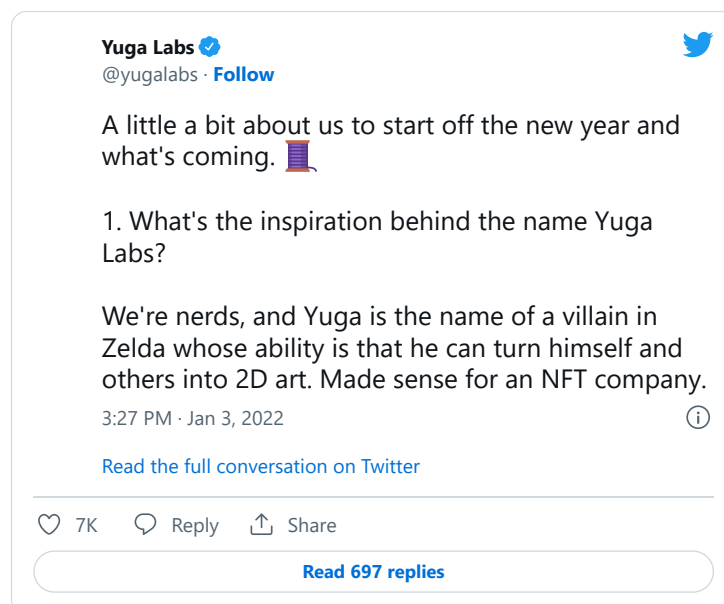 Yuga Labs
@yugalabs · Follow
A little a bit about us to start off the new year and
what's coming. 🧵
1. What's the inspiration behind the name Yuga
Labs?
We're nerds, and Yuga is the name of a villain in
Zelda whose ability is that he can turn himself and
others into 2D art. Made sense for an NFT company.
3:27 PM · Jan 3, 2022
Read the full conversation on Twitter
7K Reply Share
Read 697 replies